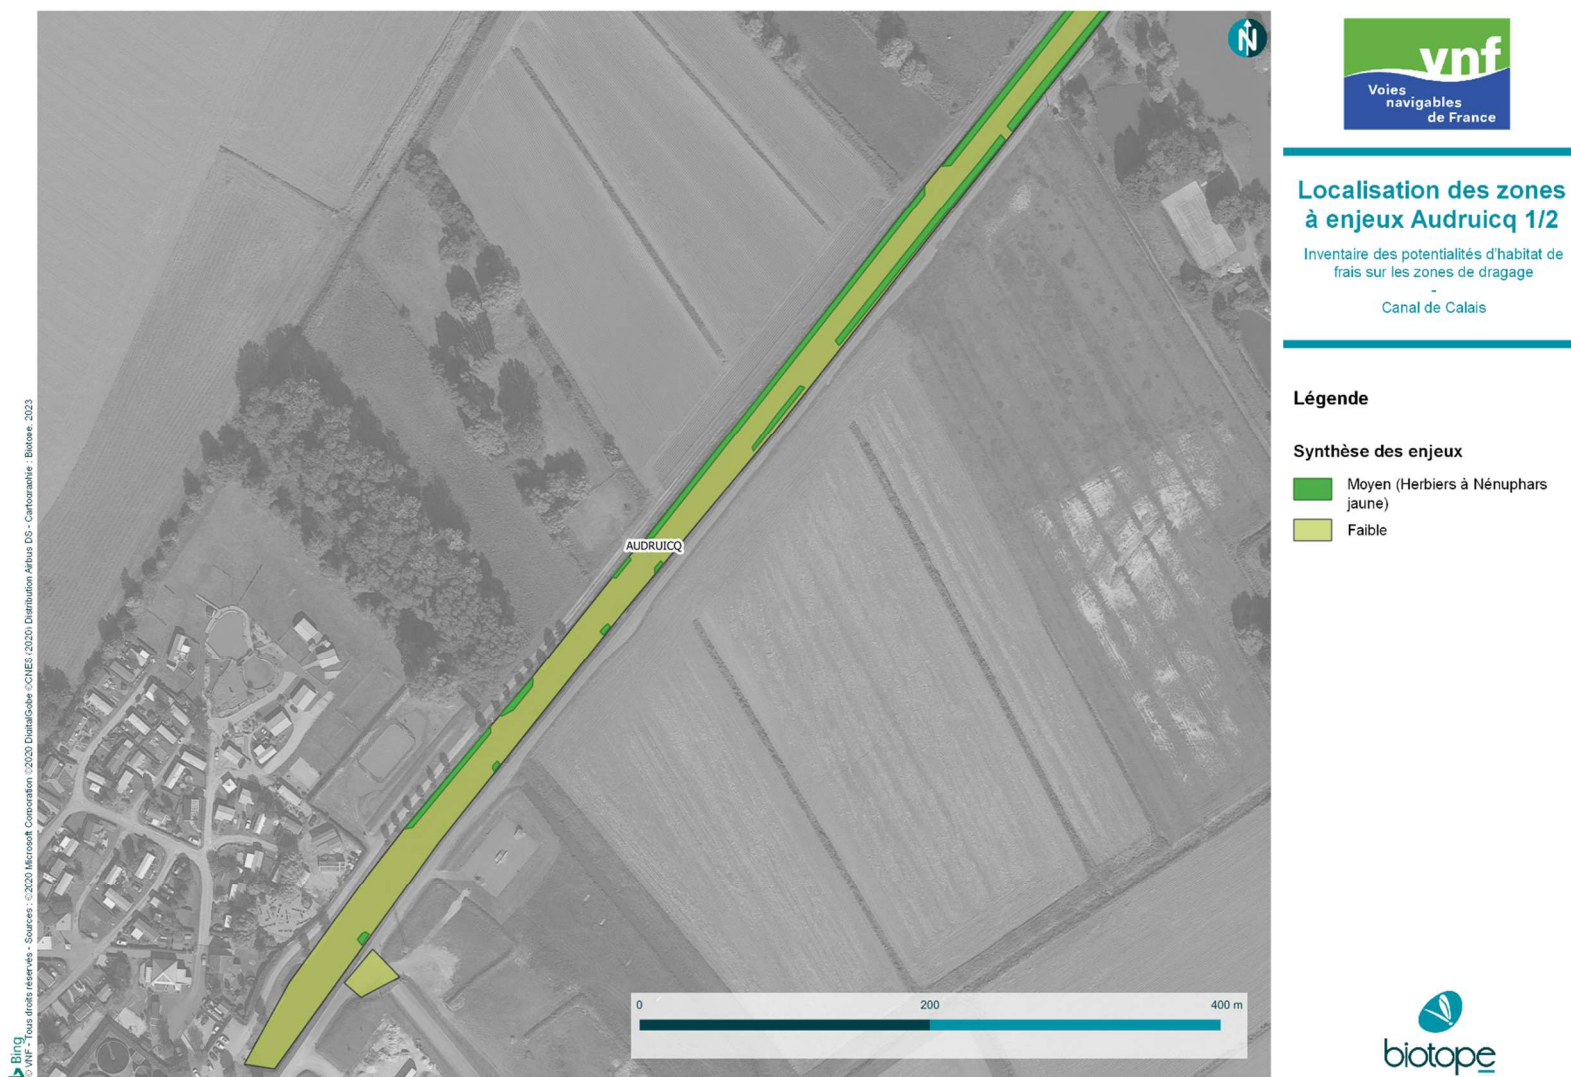 N
AUDRUICQ
0
200
400 m
© VNF - Tous droits réservés - Sources : ©2020 Microsoft Corporation ©2020 DigitalGlobe ©CNES (2020) Distribution Airbus DS - Cartographie : Biotope, 2023
Bing
vnf
Voies
navigables
de France
Localisation des zones
à enjeux Audruicq 1/2
Inventaire des potentialités d'habitat de
frais sur les zones de dragage
-
Canal de Calais
Légende
Synthèse des enjeux
Moyen (Herbiers à Nénuphars
jaune)
Faible
biotope